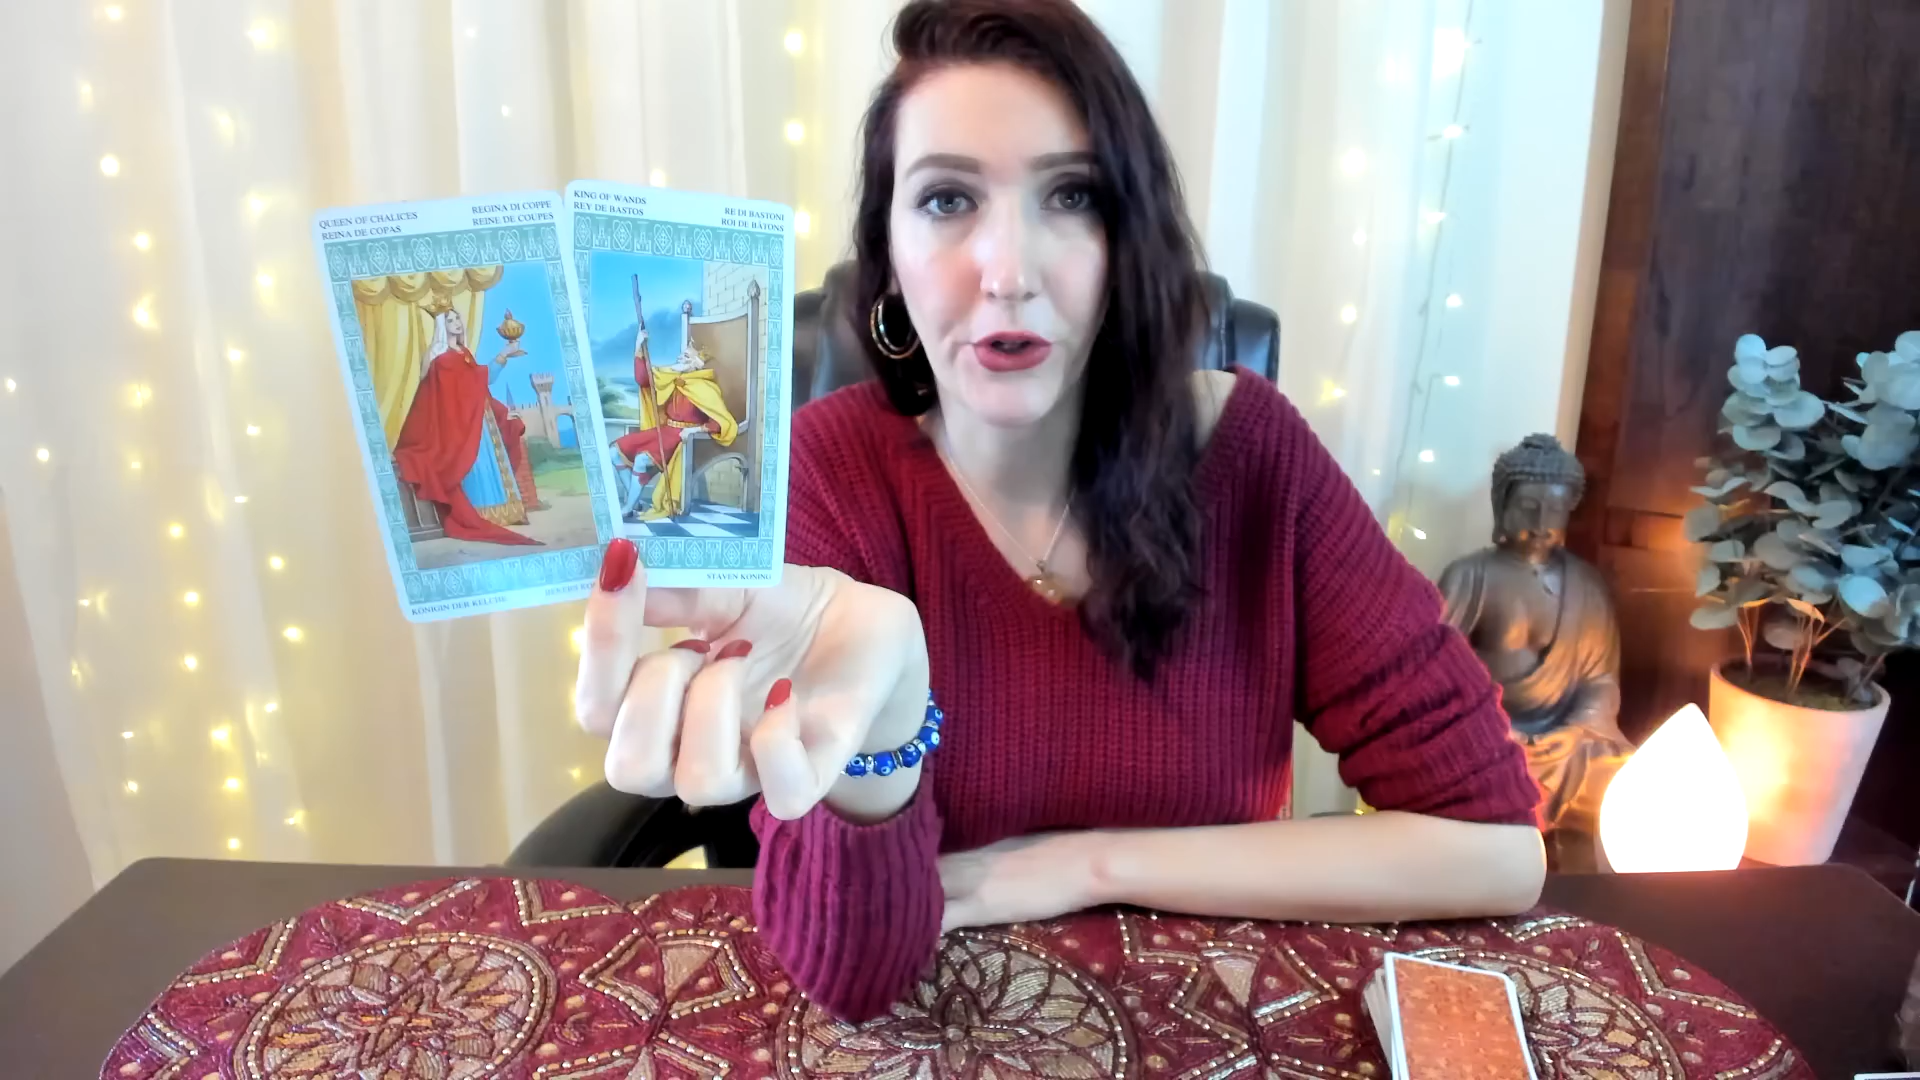 QUEEN OF CHALICES
REINA DE COPAS
REGINA DI COPPE
REINE DE COUPES
KÖNIGIN DER KELCHE
KING OF WANDS
REY DE BASTOS
RE DI BASTONI
ROI DE BÂTONS
STAVEN KONING